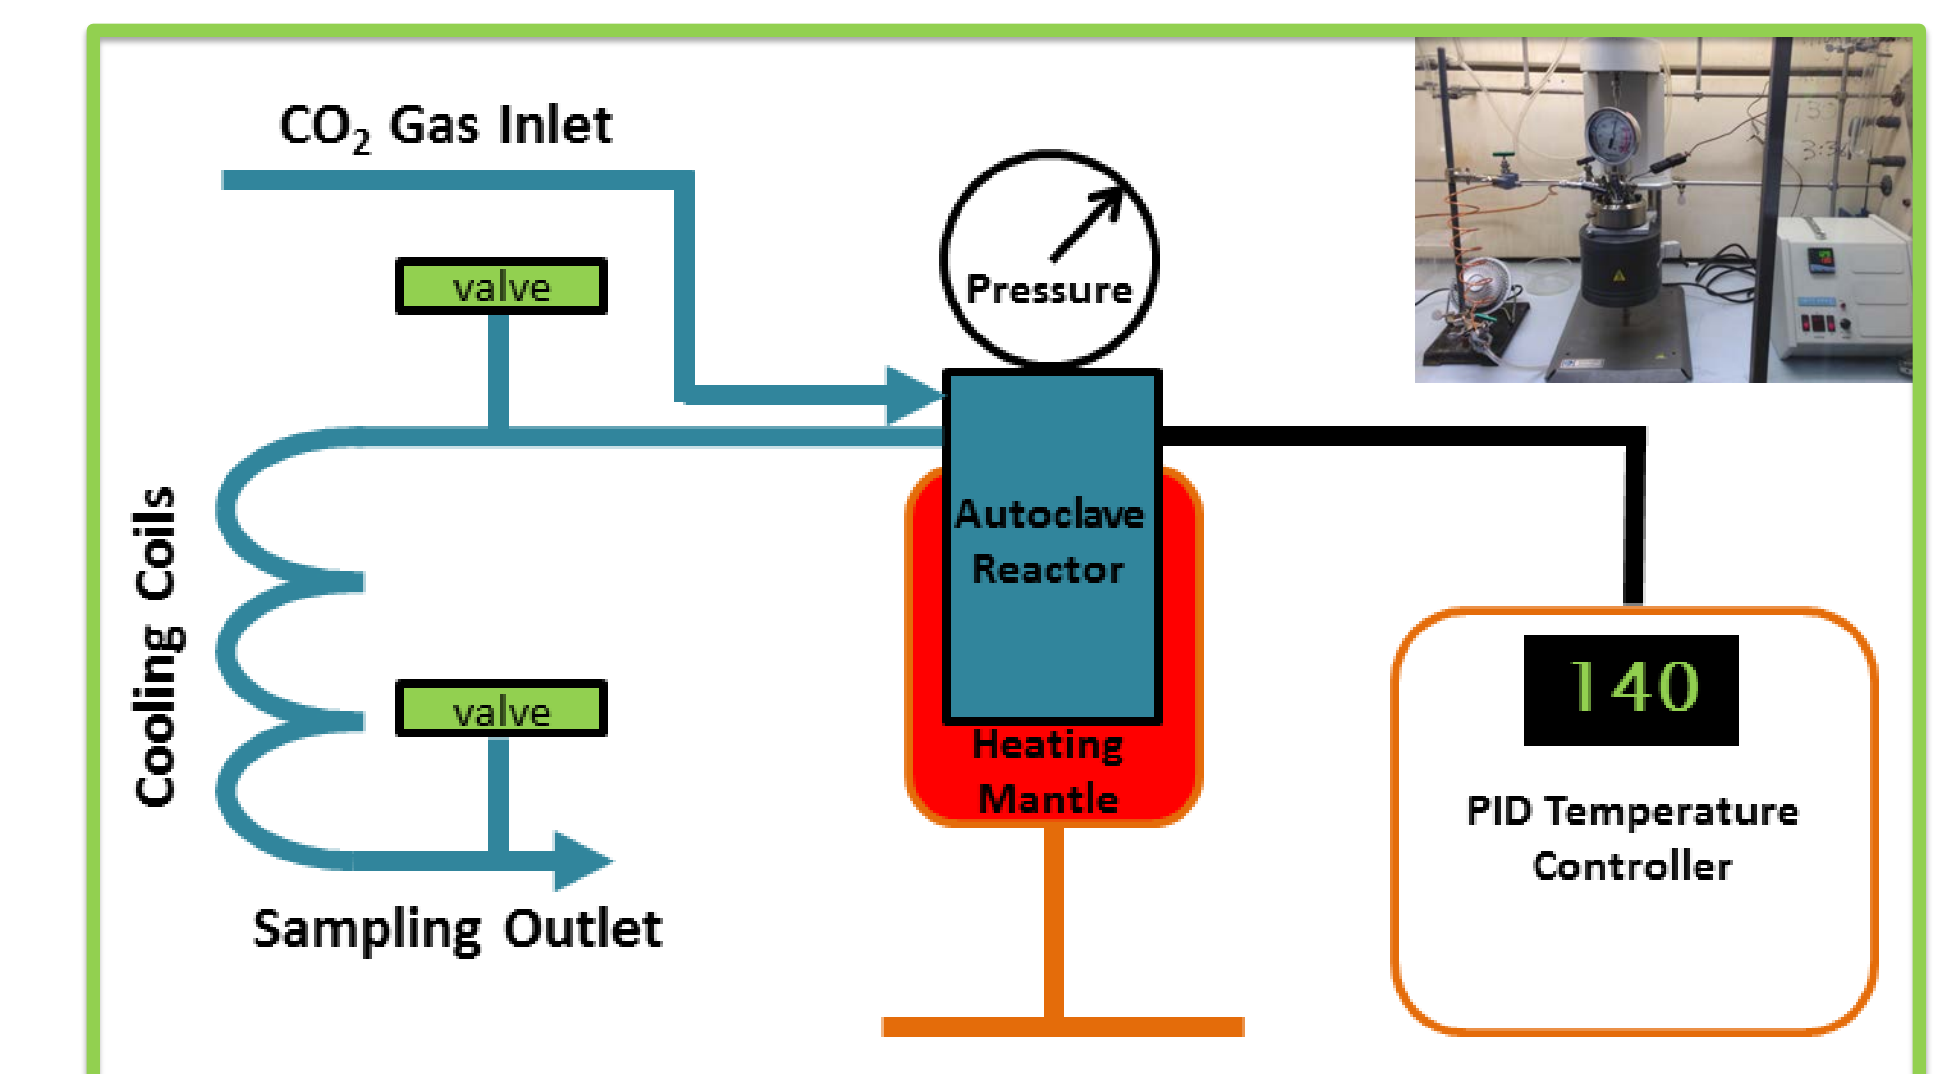 CO₂ Gas Inlet
valve
Pressure
Autoclave
Reactor
Heating
Mantle
Cooling Coils
valve
Sampling Outlet
140
PID Temperature
Controller